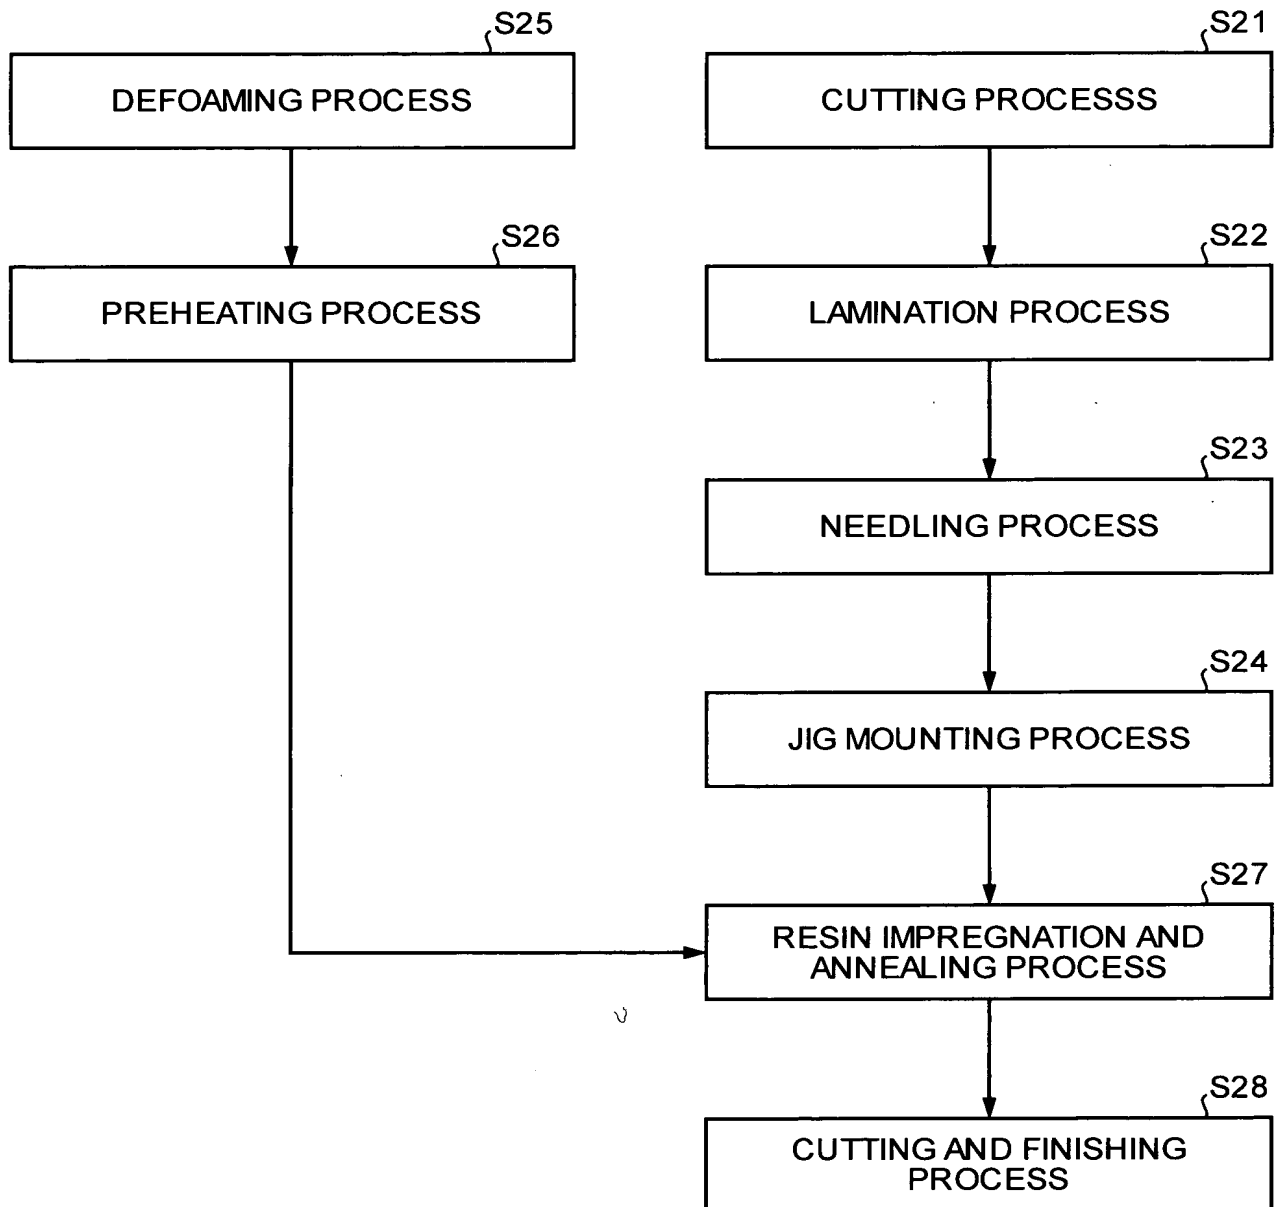 S25
DEFOAMING PROCESS
S26
PREHEATING PROCESS
S21
CUTTING PROCESSS
S22
LAMINATION PROCESS
S23
NEEDLING PROCESS
S24
JIG MOUNTING PROCESS
S27
RESIN IMPREGNATION AND
ANNEALING PROCESS
S28
CUTTING AND FINISHING
PROCESS